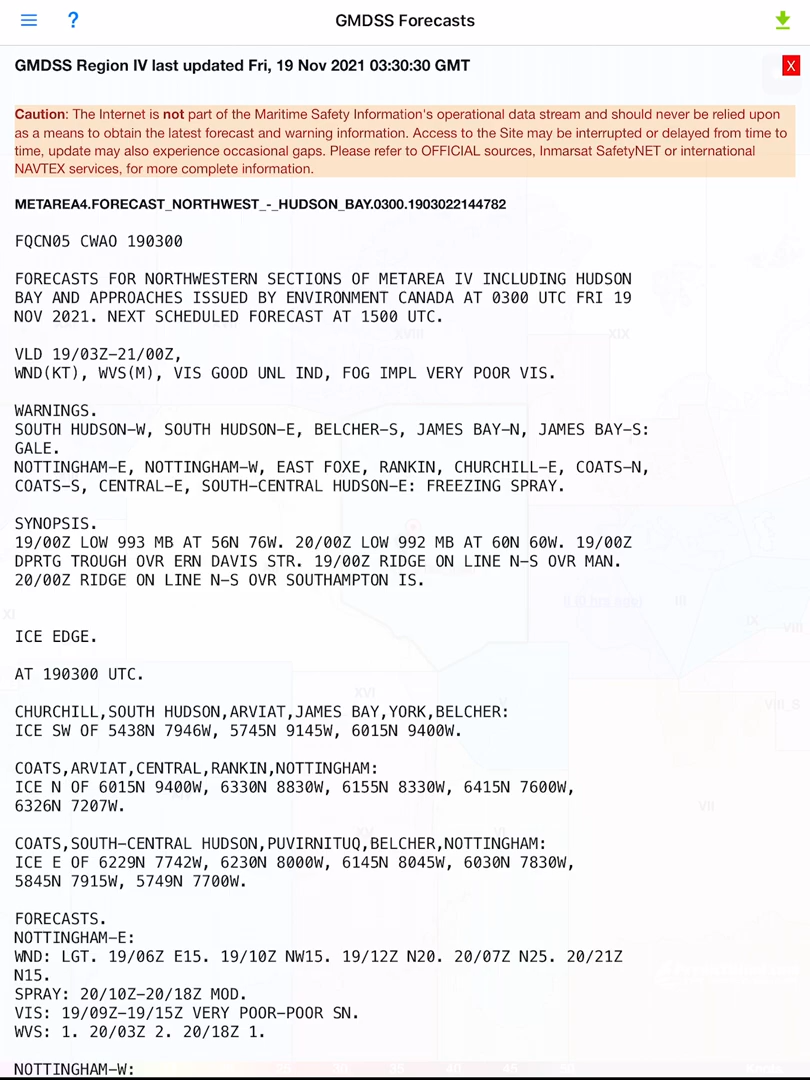 ?
GMDSS Forecasts
GMDSS Region IV last updated Fri, 19 Nov 2021 03:30:30 GMT
X
Caution: The Internet is not part of the Maritime Safety Information's operational data stream and should never be relied upon
as a means to obtain the latest forecast and warning information. Access to the Site may be interrupted or delayed from time to
time, update may also experience occasional gaps. Please refer to OFFICIAL sources, Inmarsat SafetyNET or international
NAVTEX services, for more complete information.
METAREA4.FORECAST_NORTHWEST_-_HUDSON_BAY.0300.1903022144782
FQCN05 CWAO 190300
FORECASTS FOR NORTHWESTERN SECTIONS OF METAREA IV INCLUDING HUDSON
BAY AND APPROACHES ISSUED BY ENVIRONMENT CANADA AT 0300 UTC FRI 19
NOV 2021. NEXT SCHEDULED FORECAST AT 1500 UTC.
XVIII
XIX
VLD 19/03Z-21/00Z,
WND(KT), WVS(M), VIS GOOD UNL IND, FOG IMPL VERY POOR VIS.
WARNINGS.
SOUTH HUDSON-W, SOUTH HUDSON-E, BELCHER-S, JAMES BAY-N, JAMES BAY-S:
GALE.
NOTTINGHAM-E, NOTTINGHAM-W, EAST FOXE, RANKIN, CHURCHILL-E, COATS-N,
COATS-S, CENTRAL-E, SOUTH-CENTRAL HUDSON-E: FREEZING SPRAY.
SYNOPSIS.
19/00Z LOW 993 MB AT 56N 76W. 20/00Z LOW 992 MB AT 60N 60W. 19/00Z
DPRTG TROUGH OVR ERN DAVIS STR. 19/00Z RIDGE ON LINE N-S OVR MAN.
20/00Z RIDGE ON LINE N-S OVR SOUTHAMPTON IS.
III
XI
IX
VIII
ICE EDGE.
AT 190300 UTC.
XVI
VIII_S
CHURCHILL,SOUTH HUDSON,ARVIAT,JAMES BAY,YORK,BELCHER:
ICE SW OF 5438N 7946W, 5745N 9145W, 6015N 9400W.
COATS,ARVIAT,CENTRAL,RANKIN,NOTTINGHAM:
ICE N OF 6015N 9400W, 6330N 8830W, 6155N 8330W, 6415N 7600W,
6326N 7207W.
VII
COATS,SOUTH-CENTRAL HUDSON,PUVIRNITUQ,BELCHER,NOTTINGHAM:
ICE E OF 6229N 7742W, 6230N 8000W, 6145N 8045W, 6030N 7830W,
5845N 7915W, 5749N 7700W.
FORECASTS.
NOTTINGHAM-E:
WND: LGT. 19/06Z E15. 19/10Z NW15. 19/12Z N20. 20/07Z N25. 20/21Z
N15.
SPRAY: 20/10Z-20/18Z MOD.
VIS: 19/09Z-19/15Z VERY POOR-POOR SN.
WVS: 1. 20/03Z 2. 20/18Z 1.
NOTTINGHAM-W: